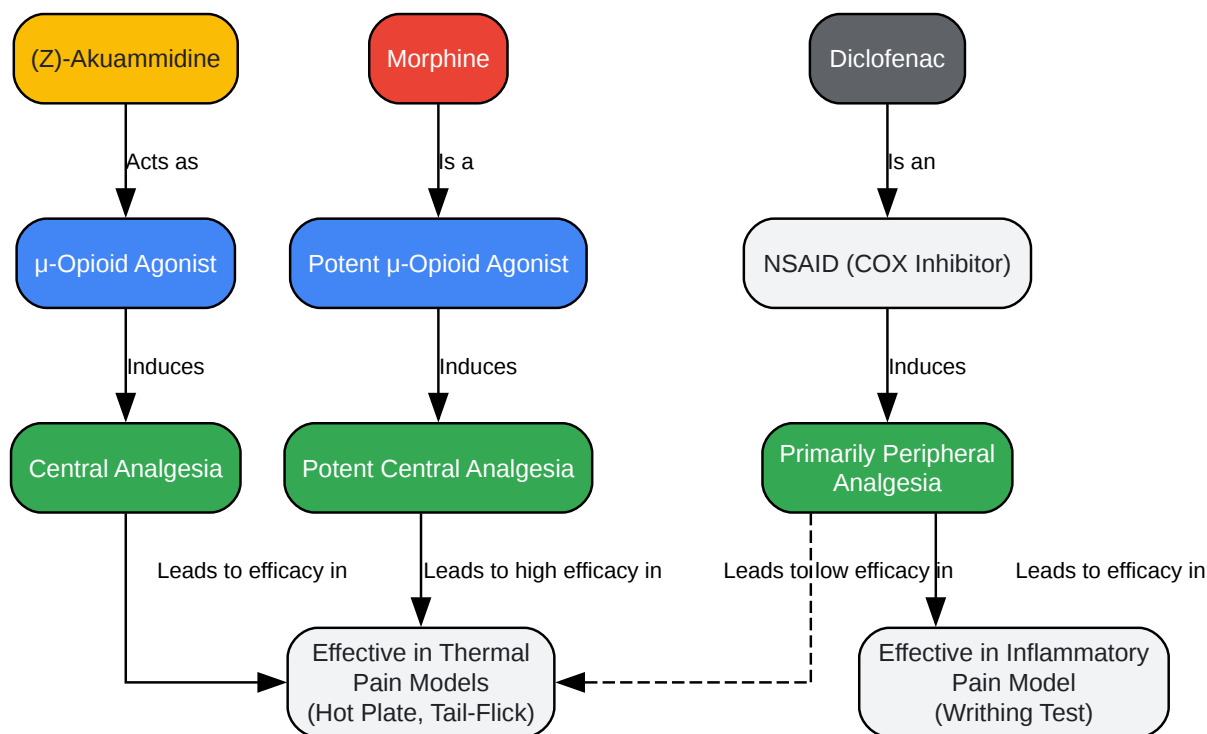 (Z)-Akuammidine
Morphine
Diclofenac
Acts as
Is a
Is an
μ-Opioid Agonist
Potent μ-Opioid Agonist
NSAID (COX Inhibitor)
Induces
Induces
Induces
Central Analgesia
Potent Central Analgesia
Primarily Peripheral
Analgesia
Leads to efficacy in
Leads to high efficacy in
Leads to low efficacy in
Leads to efficacy in
Effective in Thermal
Pain Models
(Hot Plate, Tail-Flick)
Effective in Inflammatory
Pain Model
(Writhing Test)